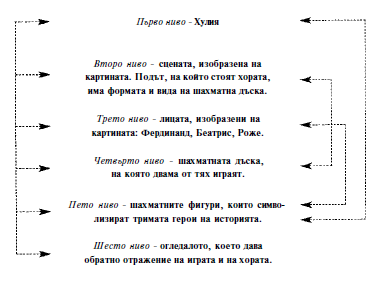 Първо ниво - Хулия
Второ ниво - сцената, изобразена на
картината. Подът, на който стоят хората,
има формата и вида на шахматна дъска.
Трето ниво - лицата, изобразени на
картината: Фердинанд, Беатрис, Роже.
Четвърто ниво - шахматната дъска,
на която двама от тях играят.
Пето ниво - шахматните фигури, които симво-
лизират тримата герои на историята.
Шесто ниво - огледалото, което дава
обратно отражение на играта и на хората.